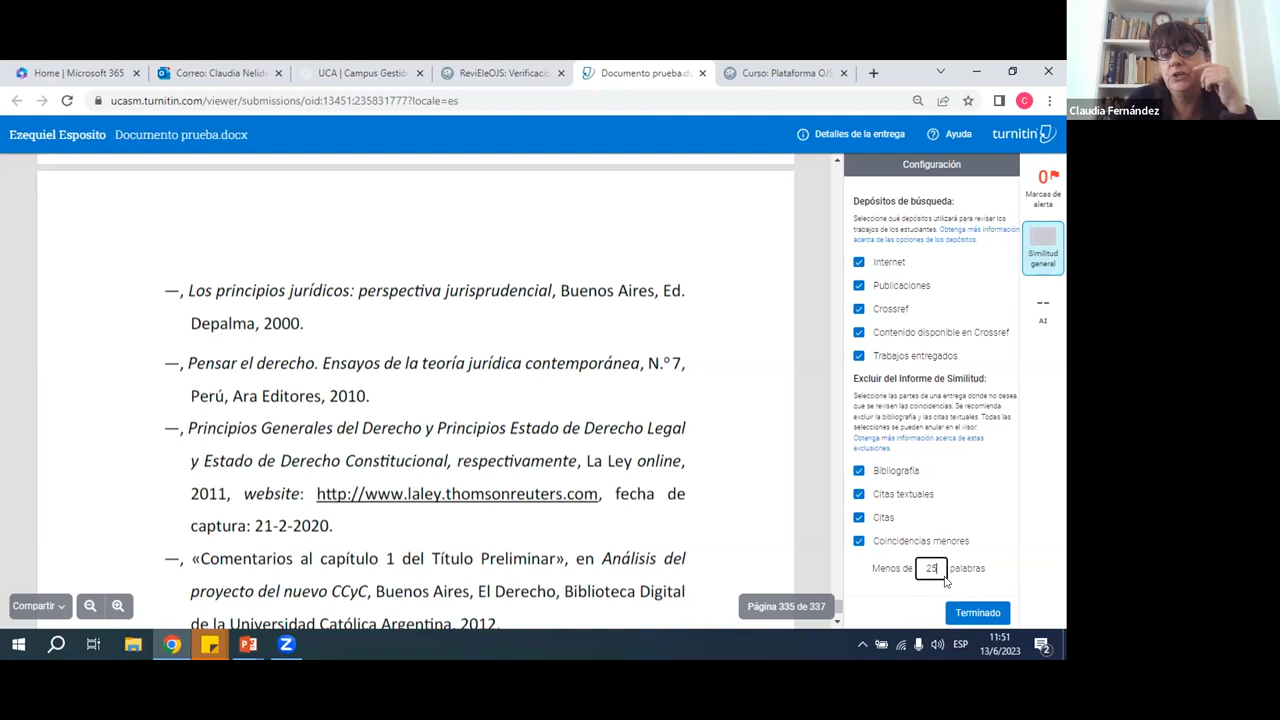 Home | Microsoft 365
Correo: Claudia Nelida
UCA | Campus Gestió
ReviEleOJS: Verificació
Documento prueba.d
Curso: Plataforma OJS
ucasm.turnitin.com/viewer/submissions/oid:13451:235831777?locale=es
Claudia Fernández
Ezequiel Esposito
Documento prueba.docx
Detalles de la entrega
Ayuda
turnitin
—, Los principios jurídicos: perspectiva jurisprudencial, Buenos Aires, Ed.
Depalma, 2000.
—, Pensar el derecho. Ensayos de la teoría jurídica contemporánea, N.º 7,
Perú, Ara Editores, 2010.
—, Principios Generales del Derecho y Principios Estado de Derecho Legal
y Estado de Derecho Constitucional, respectivamente, La Ley online,
2011, website: http://www.laley.thomsonreuters.com, fecha de
captura: 21-2-2020.
—, «Comentarios al capítulo 1 del Título Preliminar», en Análisis del
proyecto del nuevo CCyC, Buenos Aires, El Derecho, Biblioteca Digital
de la Universidad Católica Argentina, 2012.
Compartir
Página 335 de 337
Configuración
Depósitos de búsqueda:
Seleccione qué depósitos utilizará para revisar los
trabajos de los estudiantes. Obtenga más información
acerca de las opciones de los depósitos.
Internet
Publicaciones
Crossref
Contenido disponible en Crossref
Trabajos entregados
Excluir del Informe de Similitud:
Seleccione las partes de una entrega donde no desea
que se revisen las coincidencias. Se recomienda
excluir la bibliografía y las citas textuales. Todas las
selecciones se pueden anular en el visor.
Obtenga más información acerca de estas
exclusiones.
Bibliografía
Citas textuales
Citas
Coincidencias menores
Menos de 25 palabras
Terminado
0
Marcas de
alerta
Similitud
general
--
AI
ESP
11:51
13/6/2023
2